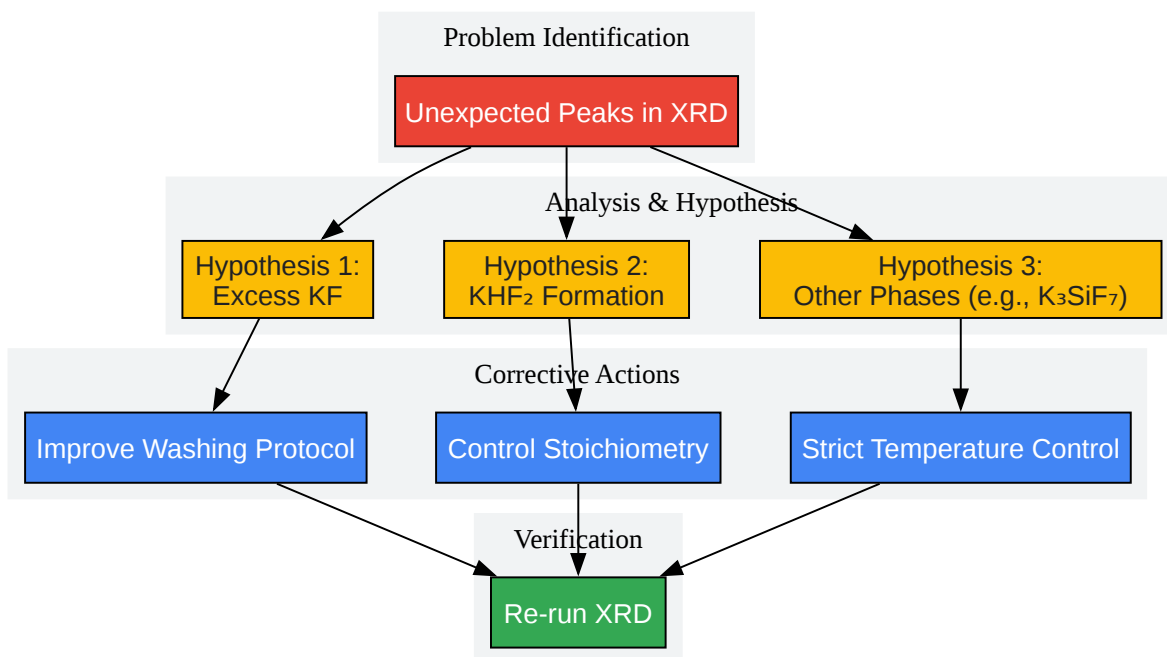 Problem Identification
Unexpected Peaks in XRD
Analysis & Hypothesis
Hypothesis 1:
Excess KF
Hypothesis 2:
KHF₂ Formation
Hypothesis 3:
Other Phases (e.g., K₃SiF₇)
Corrective Actions
Improve Washing Protocol
Control Stoichiometry
Strict Temperature Control
Verification
Re-run XRD